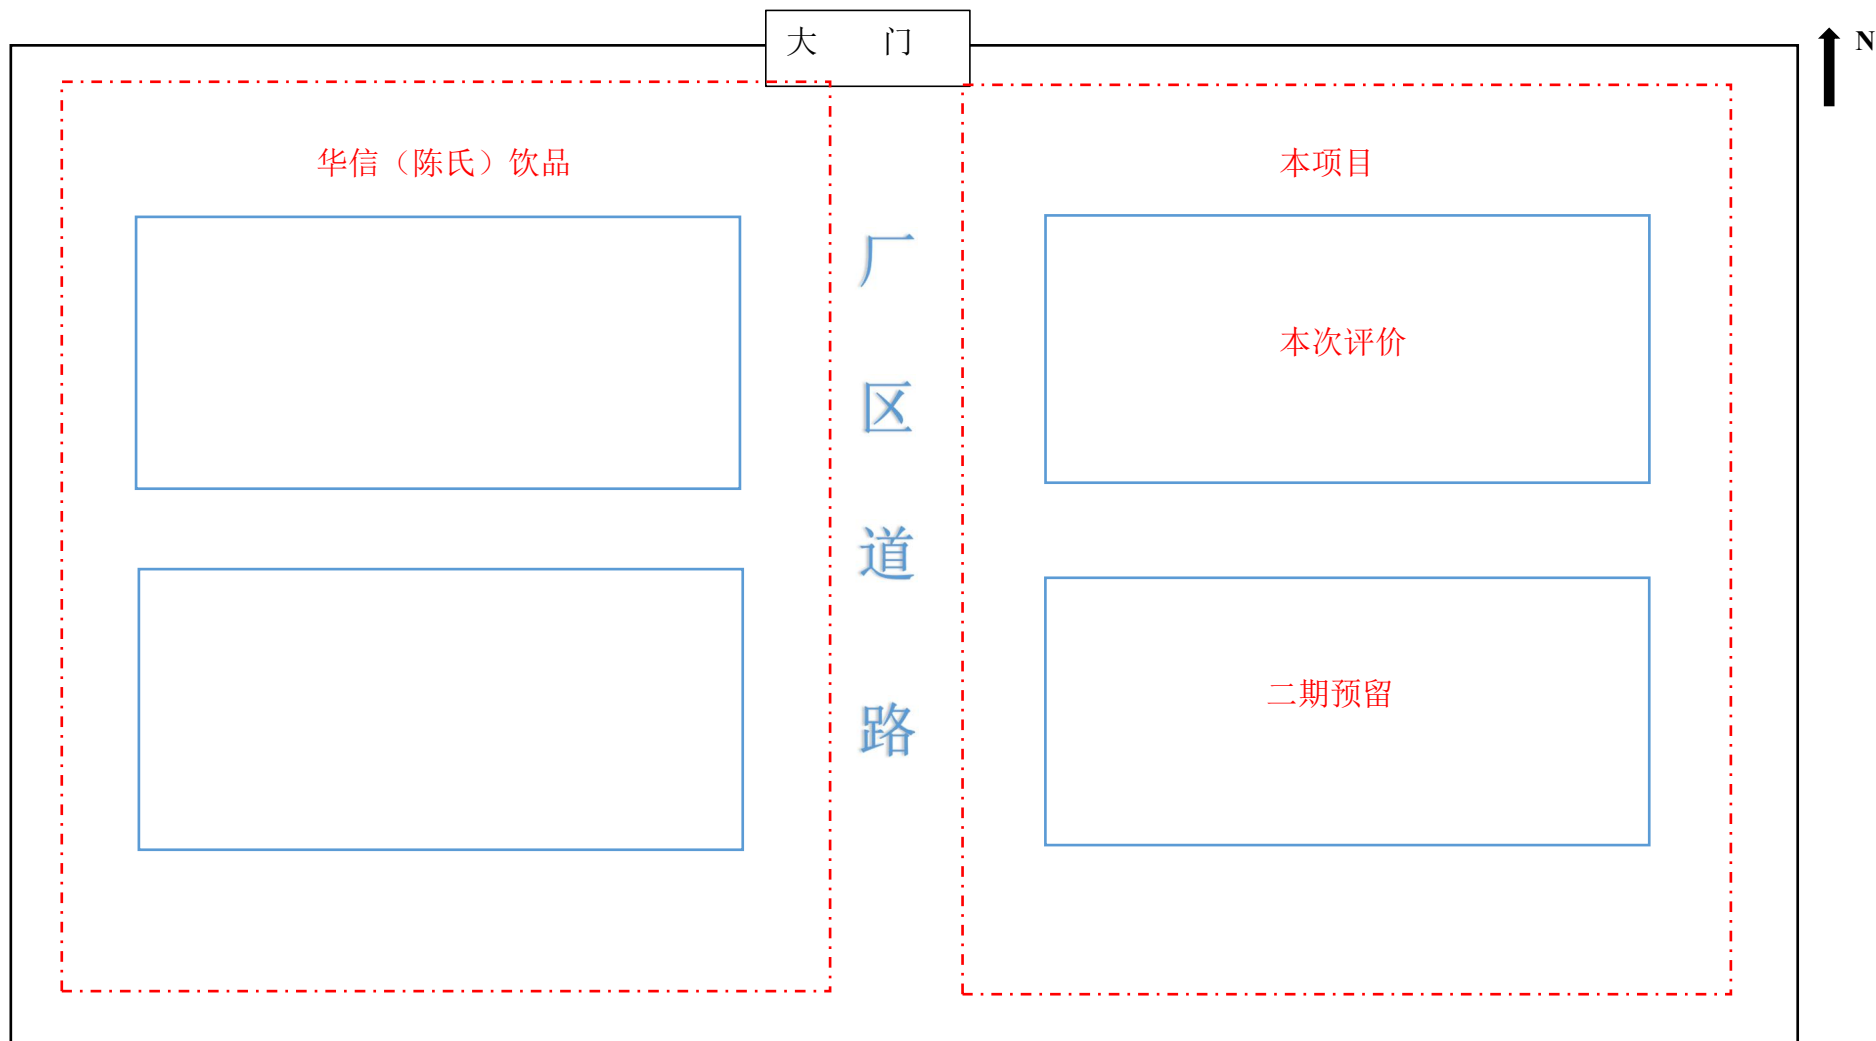 大 门
N
华信（陈氏）饮品
本项目
厂
区
道
路
本次评价
二期预留